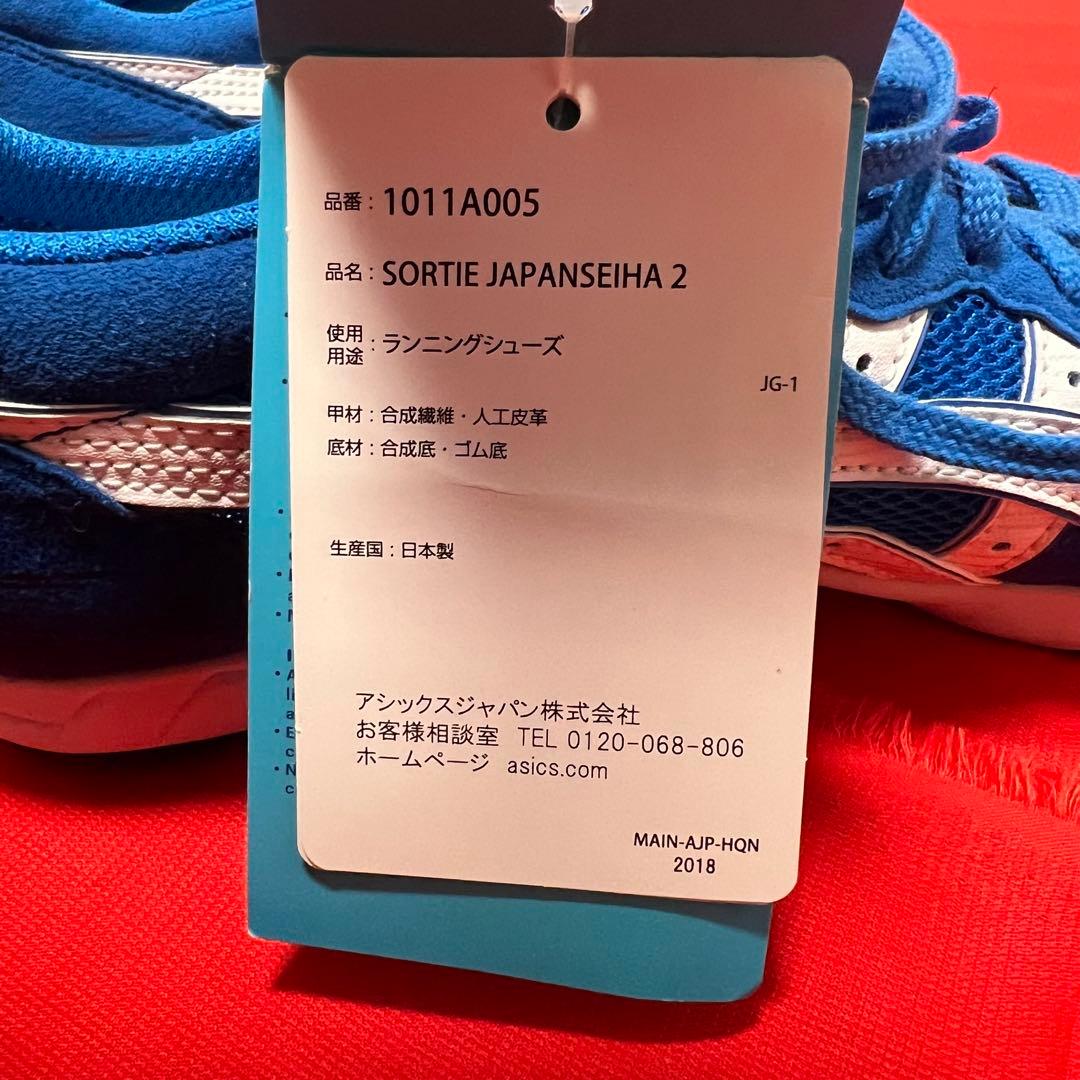 品番 : 1011A005
品名 : SORTIE JAPANSEIHA 2
使用用途 : ランニングシューズ
JG-1
甲材 : 合成繊維・人工皮革
底材 : 合成底・ゴム底
生産国 : 日本製
アシックスジャパン株式会社
お客様相談室 TEL 0120-068-806
ホームページ asics.com
MAIN-AJP-HQN
2018